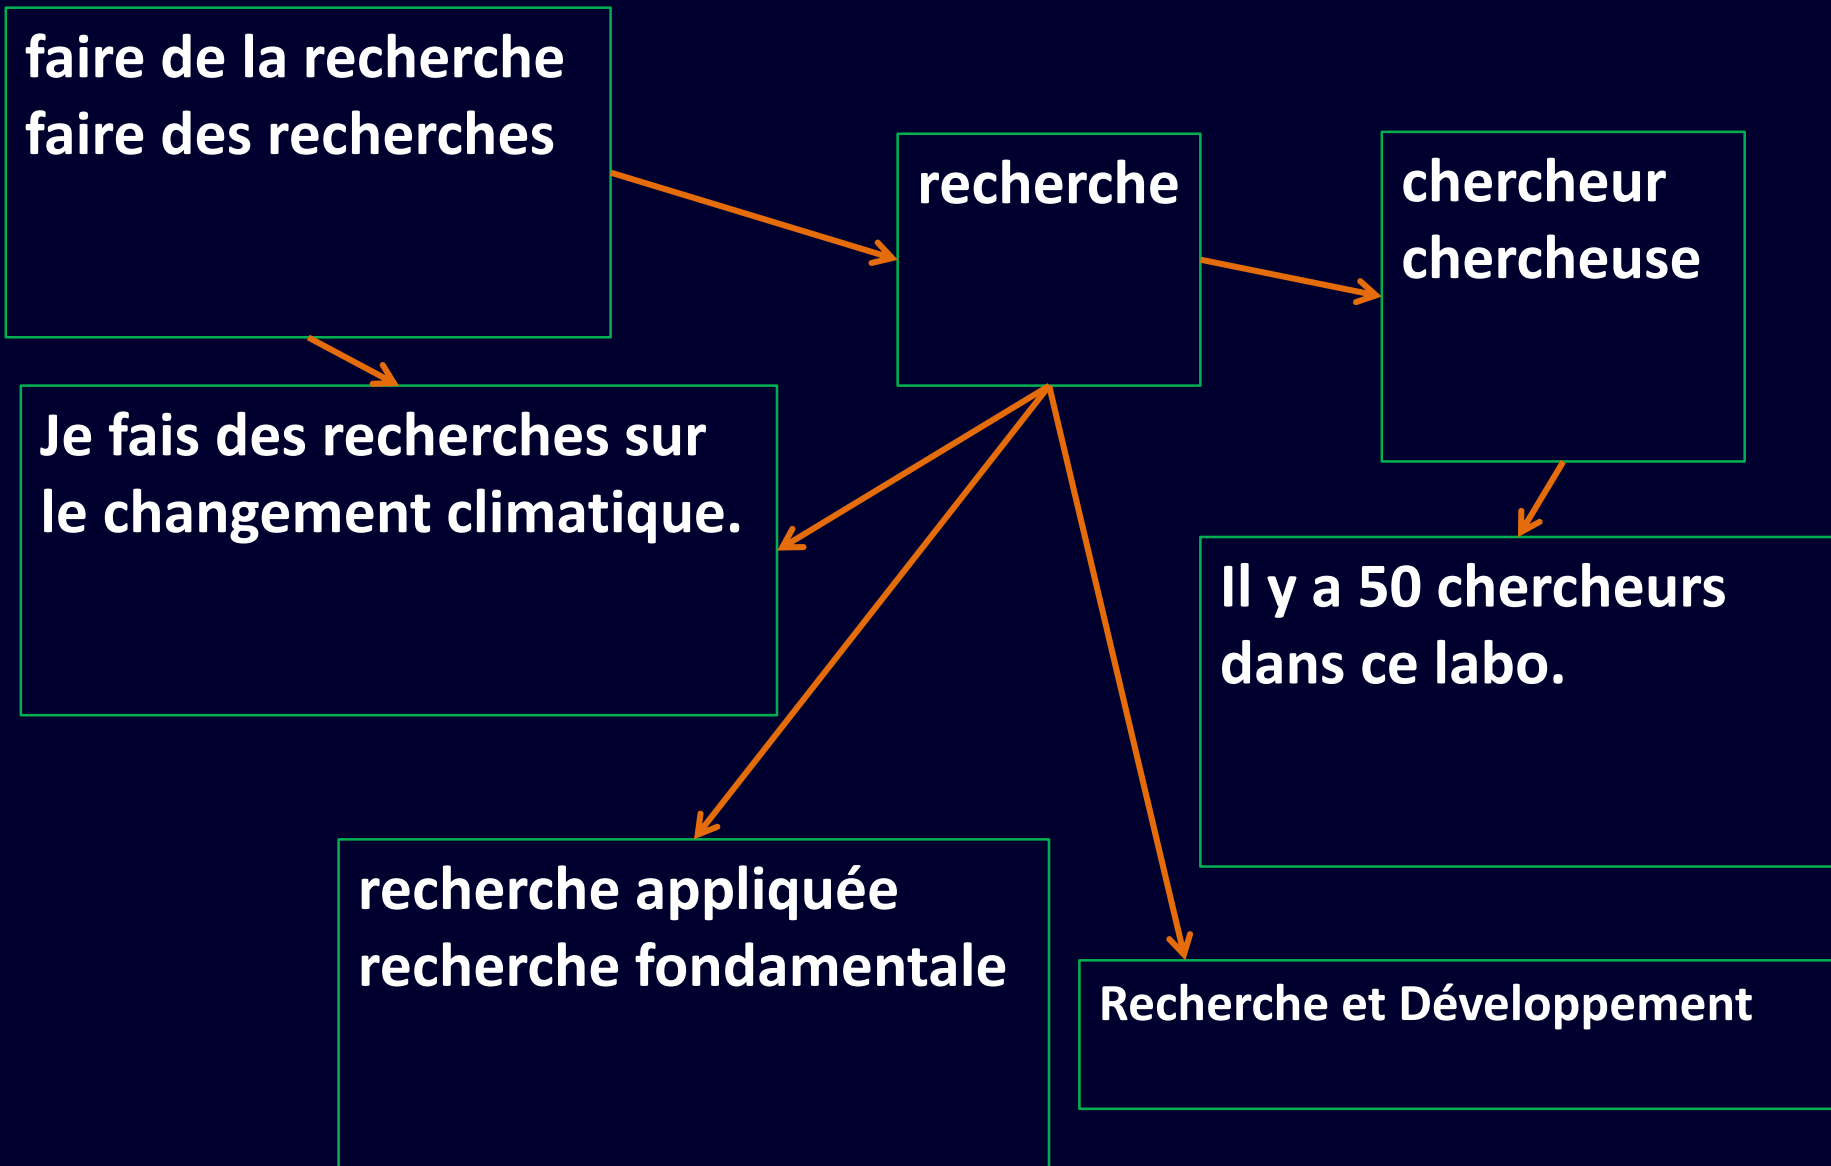 faire de la recherche
faire des recherches
recherche
chercheur
chercheuse
Je fais des recherches sur
le changement climatique.
Il y a 50 chercheurs
dans ce labo.
recherche appliquée
recherche fondamentale
Recherche et Développement